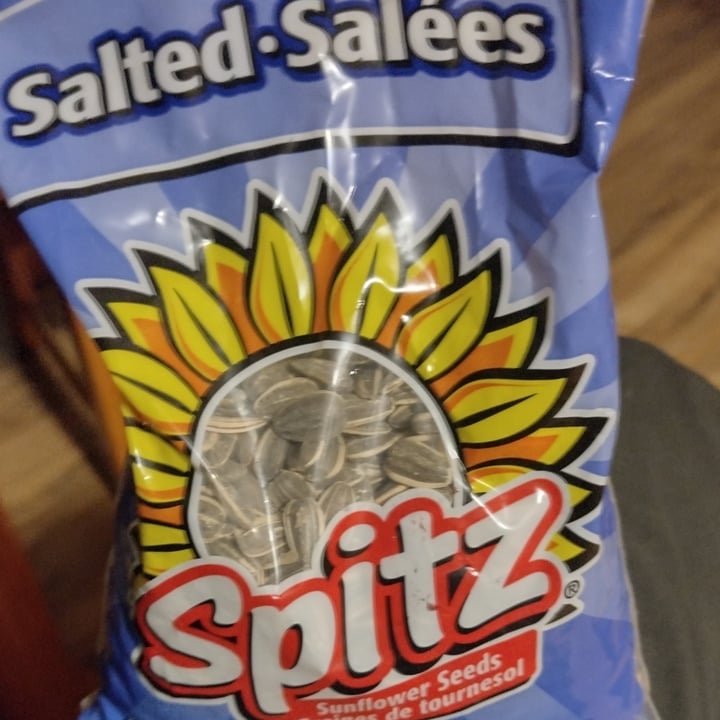 Salted·Salées
Spitz®
Sunflower Seeds
de tournesol